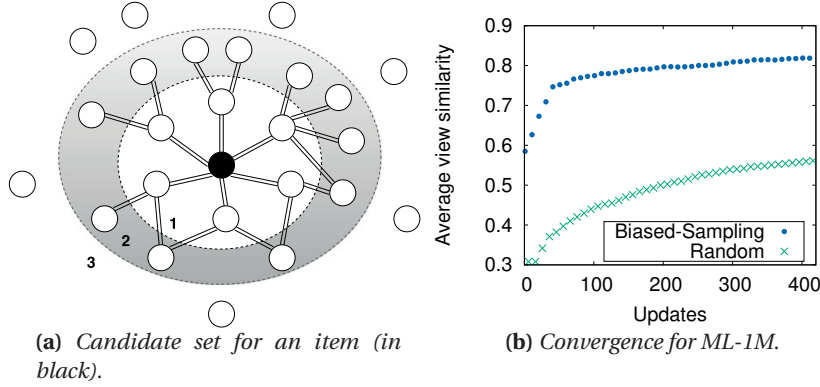 1
2
3
(a) Candidate set for an item (in
black).
Average view similarity
0.9
0.8
0.7
0.6
0.5
0.4
0.3
Biased-Sampling
Random
0 100 200 300 400
Updates
(b) Convergence for ML-1M.